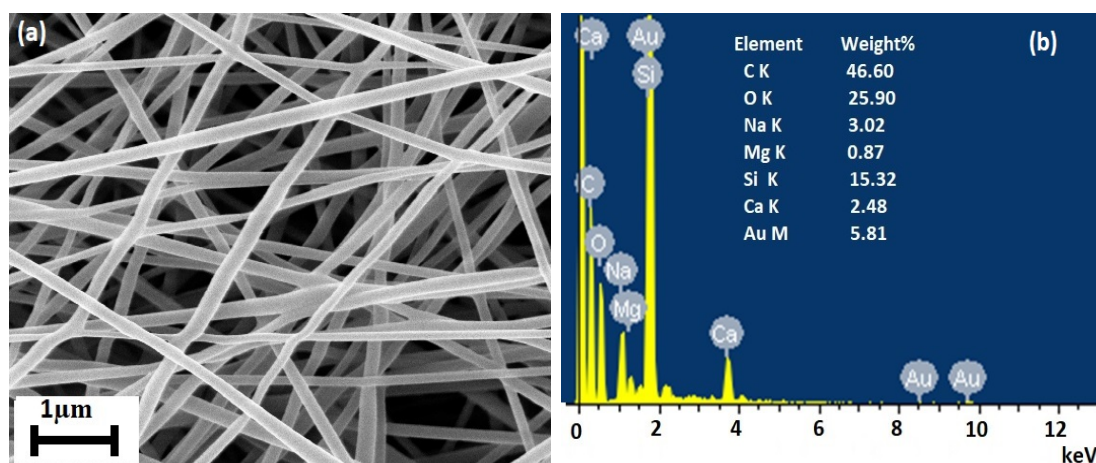 (a)
1μm
(b)
Ca Au
Si
C
O
Na
Mg
Ca
Au Au
Element Weight%
C K 46.60
O K 25.90
Na K 3.02
Mg K 0.87
Si K 15.32
Ca K 2.48
Au M 5.81
0 2 4 6 8 10 12
keV